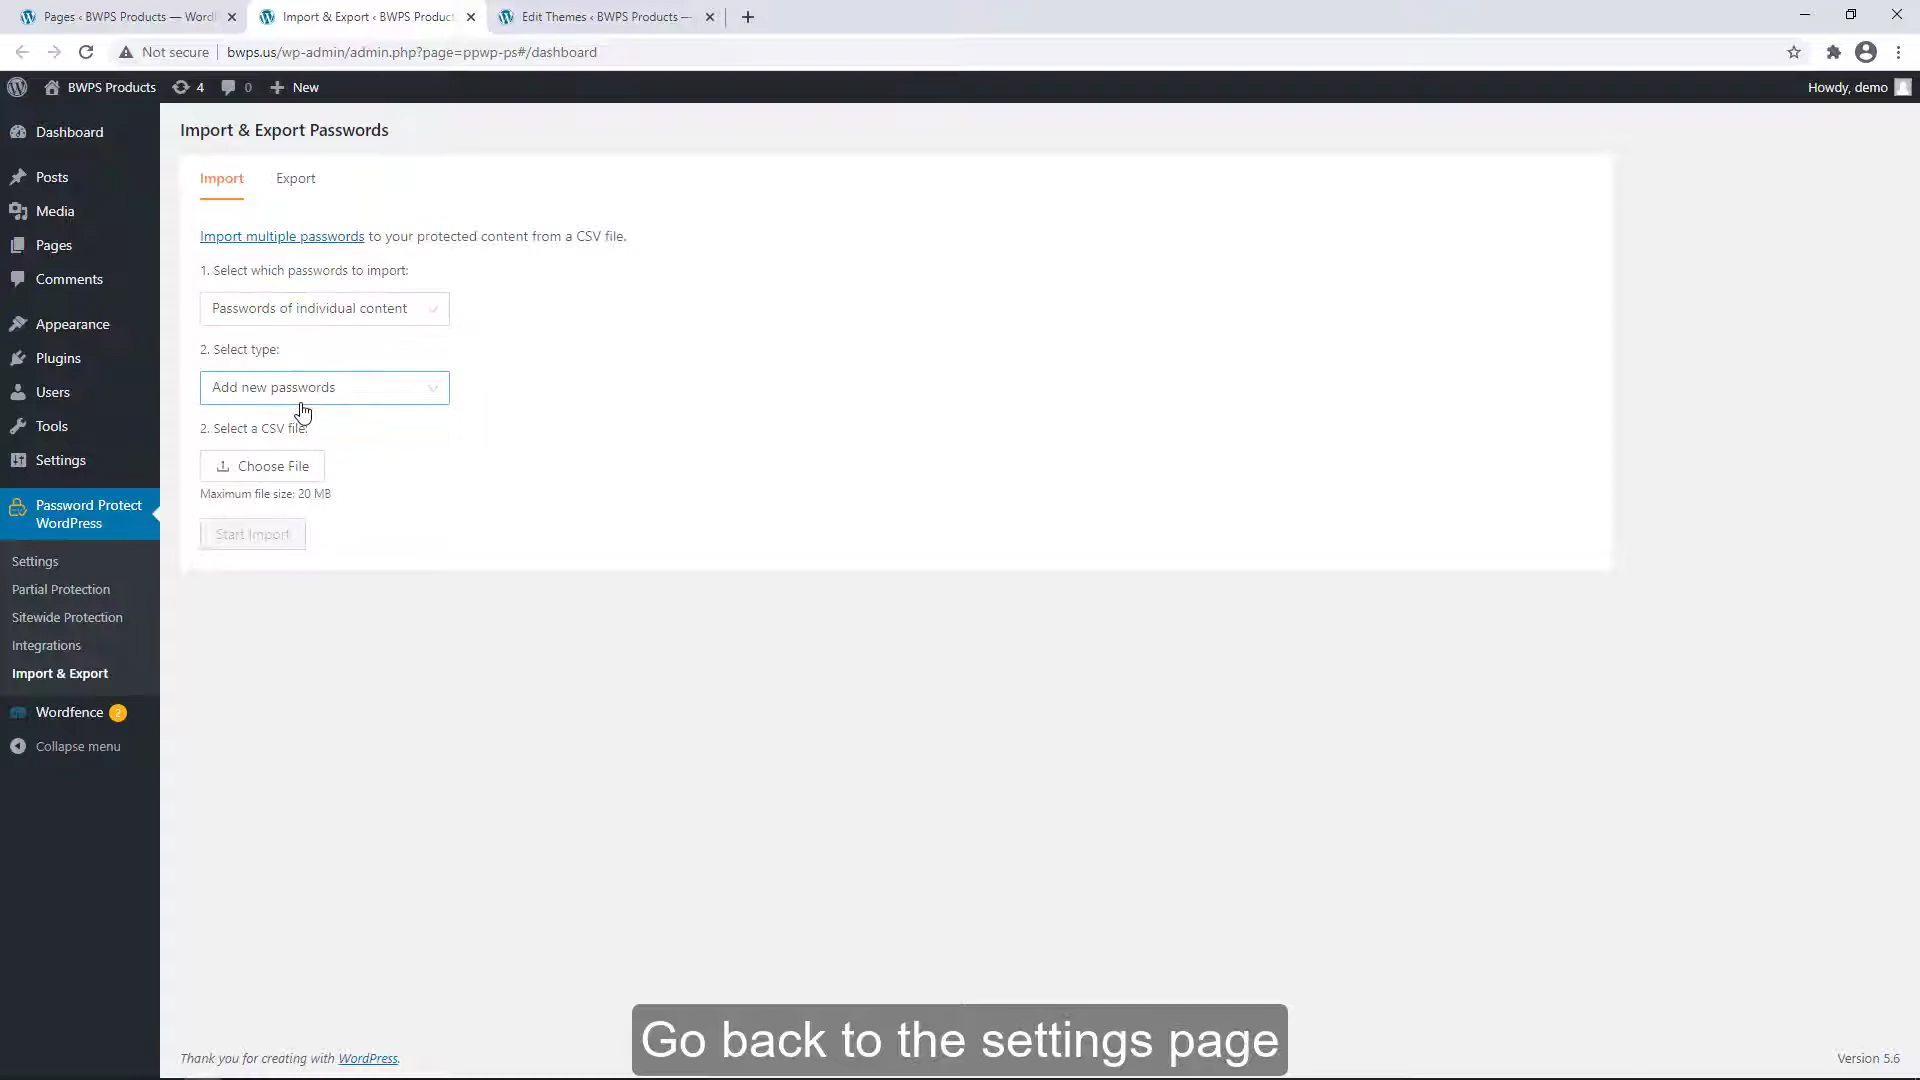 Pages ‹ BWPS Products — Word
Import & Export ‹ BWPS Product
Edit Themes ‹ BWPS Products —
Not secure
bwps.us/wp-admin/admin.php?page=ppwp-ps#/dashboard
BWPS Products
4
0
New
Howdy, demo
Dashboard
Posts
Media
Pages
Comments
Appearance
Plugins
Users
Tools
Settings
Password Protect
WordPress
Settings
Partial Protection
Sitewide Protection
Integrations
Import & Export
Wordfence 2
Collapse menu
Import & Export Passwords
Import
Export
Import multiple passwords to your protected content from a CSV file.
1. Select which passwords to import:
Passwords of individual content
2. Select type:
Add new passwords
2. Select a CSV file:
Choose File
Maximum file size: 20 MB
Start Import
Go back to the settings page
Thank you for creating with WordPress.
Version 5.6